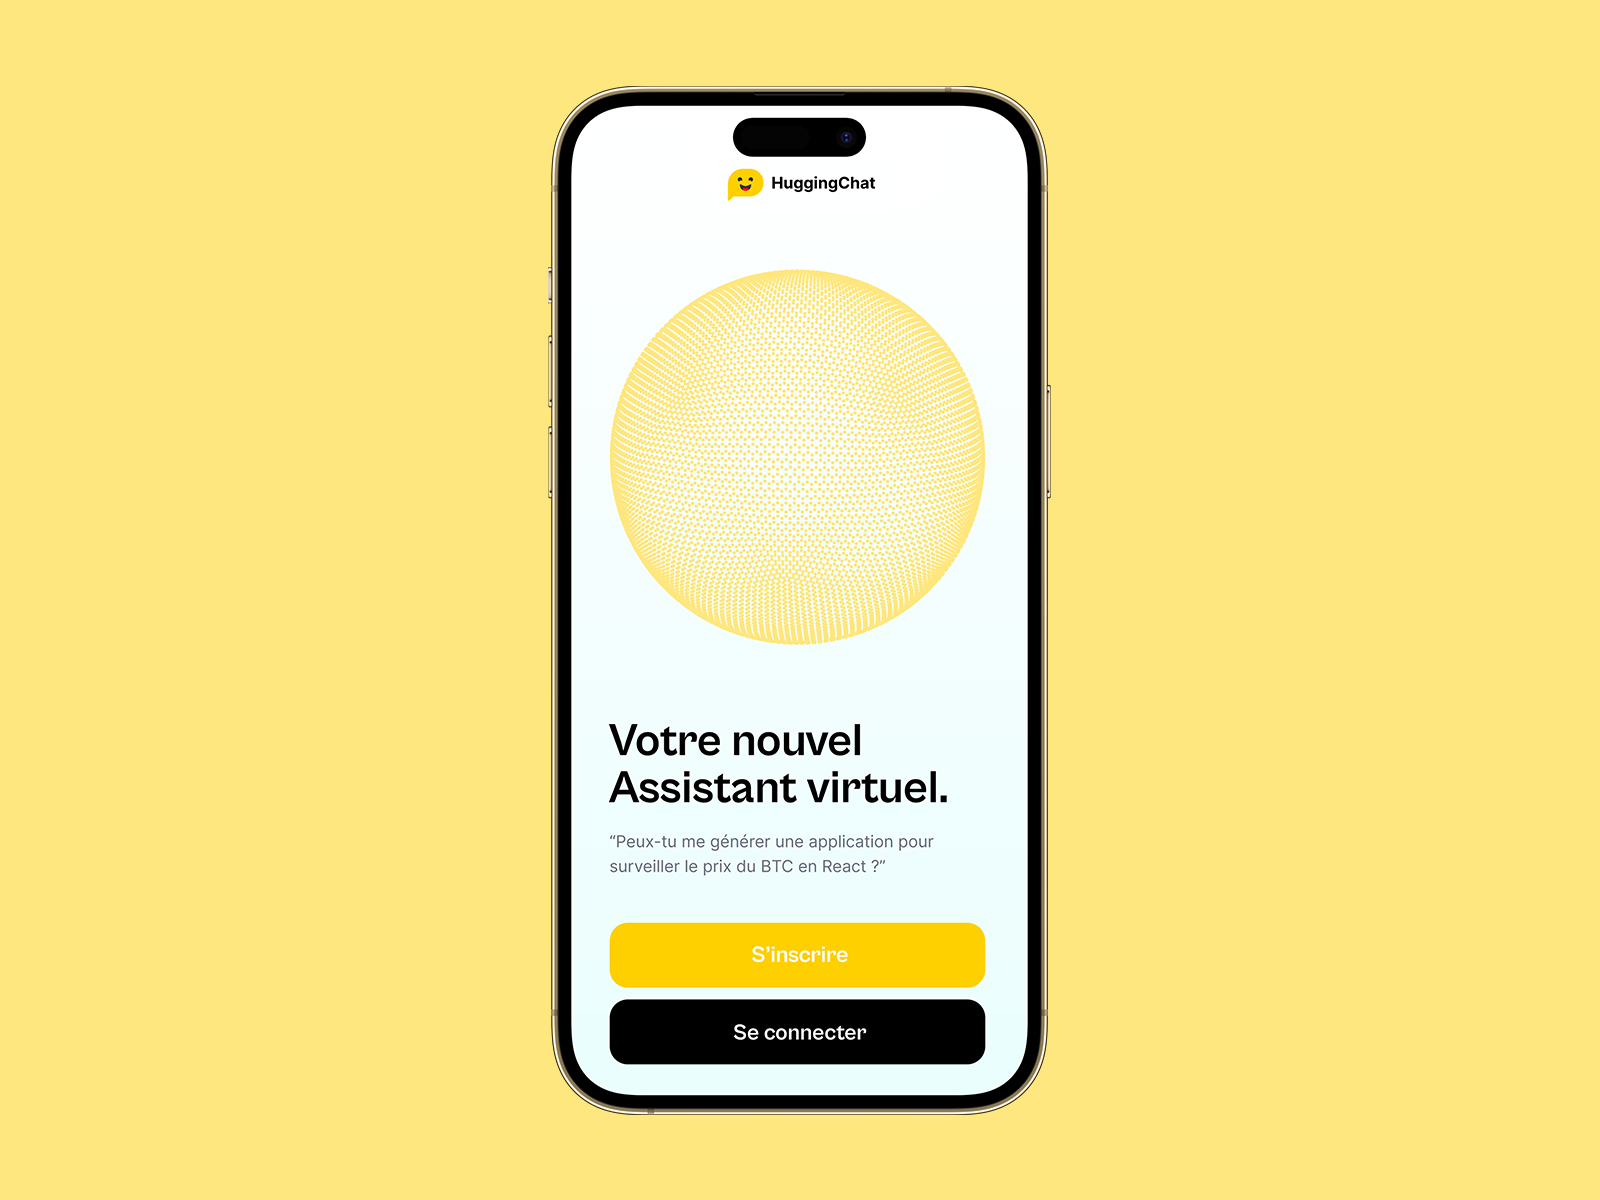 HuggingChat
Votre nouvel
Assistant virtuel.
“Peux-tu me générer une application pour
surveiller le prix du BTC en React ?”
S’inscrire
Se connecter